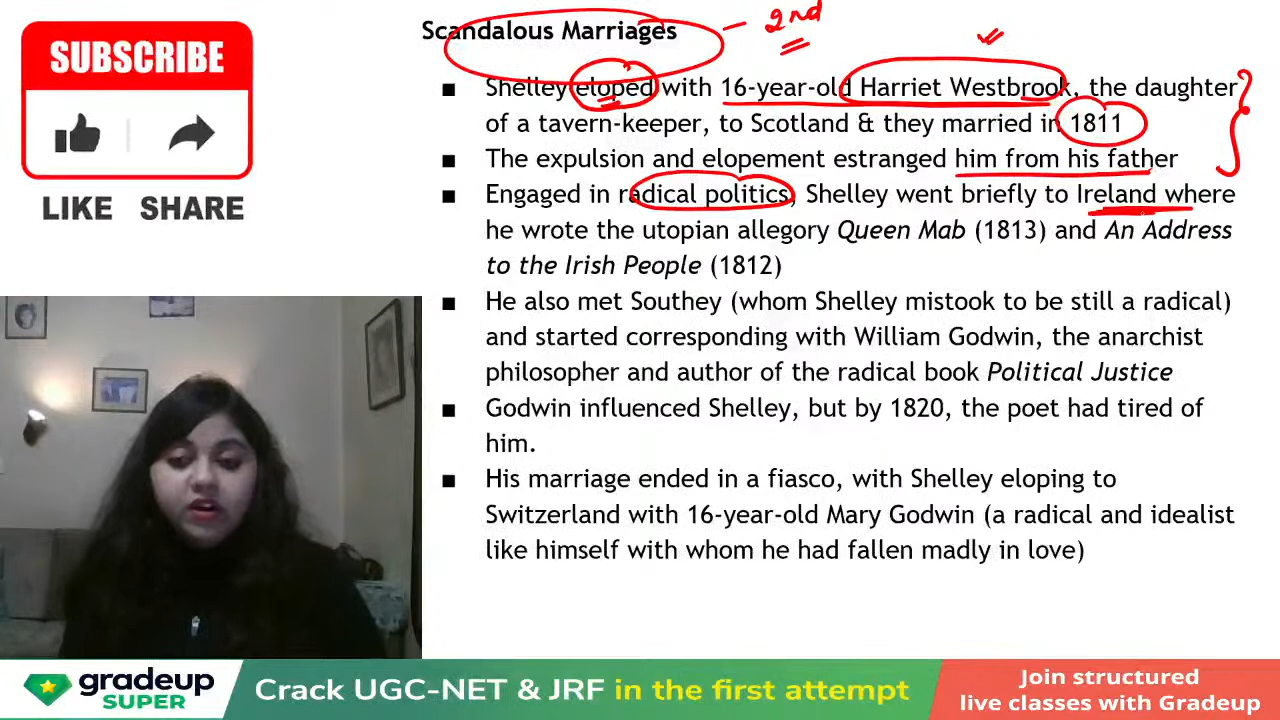 SUBSCRIBE
LIKE SHARE
Scandalous Marriages
2nd
■ Shelley eloped with 16-year-old Harriet Westbrook, the daughter
of a tavern-keeper, to Scotland & they married in 1811
■ The expulsion and elopement estranged him from his father
■ Engaged in radical politics, Shelley went briefly to Ireland where
he wrote the utopian allegory Queen Mab (1813) and An Address
to the Irish People (1812)
■ He also met Southey (whom Shelley mistook to be still a radical)
and started corresponding with William Godwin, the anarchist
philosopher and author of the radical book Political Justice
■ Godwin influenced Shelley, but by 1820, the poet had tired of
him.
■ His marriage ended in a fiasco, with Shelley eloping to
Switzerland with 16-year-old Mary Godwin (a radical and idealist
like himself with whom he had fallen madly in love)
gradeup
SUPER
Crack UGC-NET & JRF in the first attempt
Join structured
live classes with Gradeup